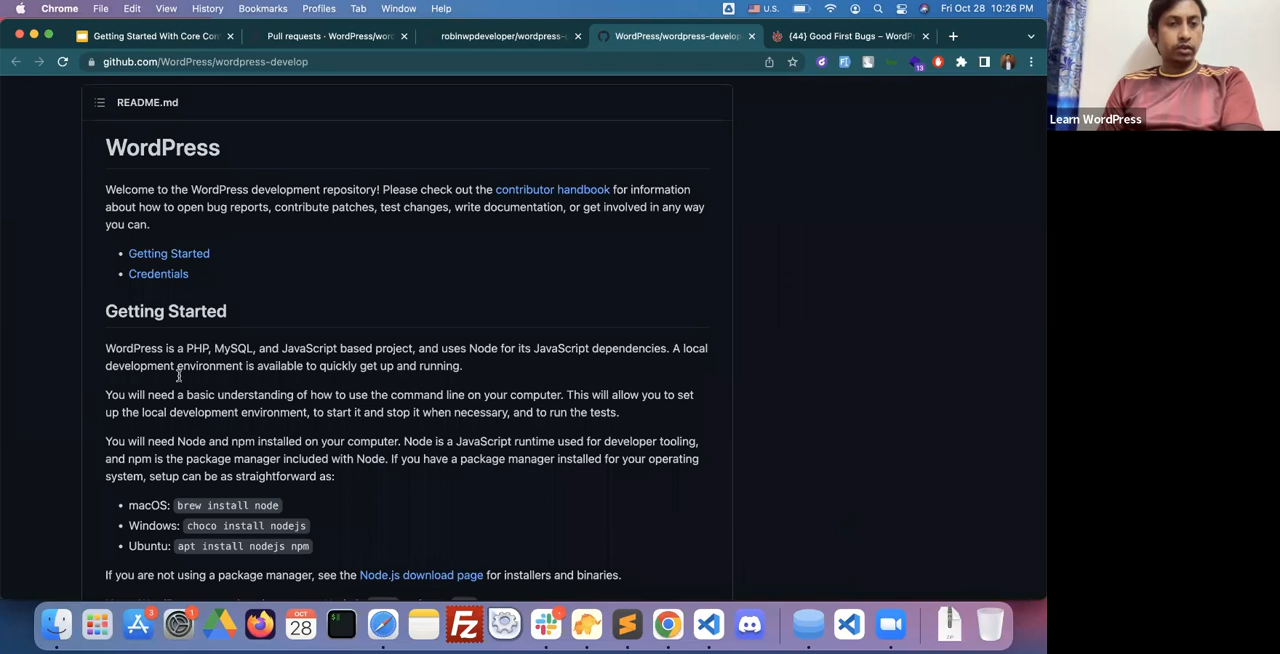 Chrome File Edit View History Bookmarks Profiles Tab Window Help U.S. Fri Oct 28 10:26 PM
Getting Started With Core Con Pull requests · WordPress/wor robinwpdeveloper/wordpress- WordPress/wordpress-develop {44} Good First Bugs – WordPr
github.com/WordPress/wordpress-develop 13
README.md
WordPress
Welcome to the WordPress development repository! Please check out the contributor handbook for information
about how to open bug reports, contribute patches, test changes, write documentation, or get involved in any way
you can.
• Getting Started
• Credentials
Getting Started
WordPress is a PHP, MySQL, and JavaScript based project, and uses Node for its JavaScript dependencies. A local
development environment is available to quickly get up and running.
You will need a basic understanding of how to use the command line on your computer. This will allow you to set
up the local development environment, to start it and stop it when necessary, and to run the tests.
You will need Node and npm installed on your computer. Node is a JavaScript runtime used for developer tooling,
and npm is the package manager included with Node. If you have a package manager installed for your operating
system, setup can be as straightforward as:
• macOS: brew install node
• Windows: choco install nodejs
• Ubuntu: apt install nodejs npm
If you are not using a package manager, see the Node.js download page for installers and binaries.
3 1 OCT 28 Fz ZIP
Learn WordPress